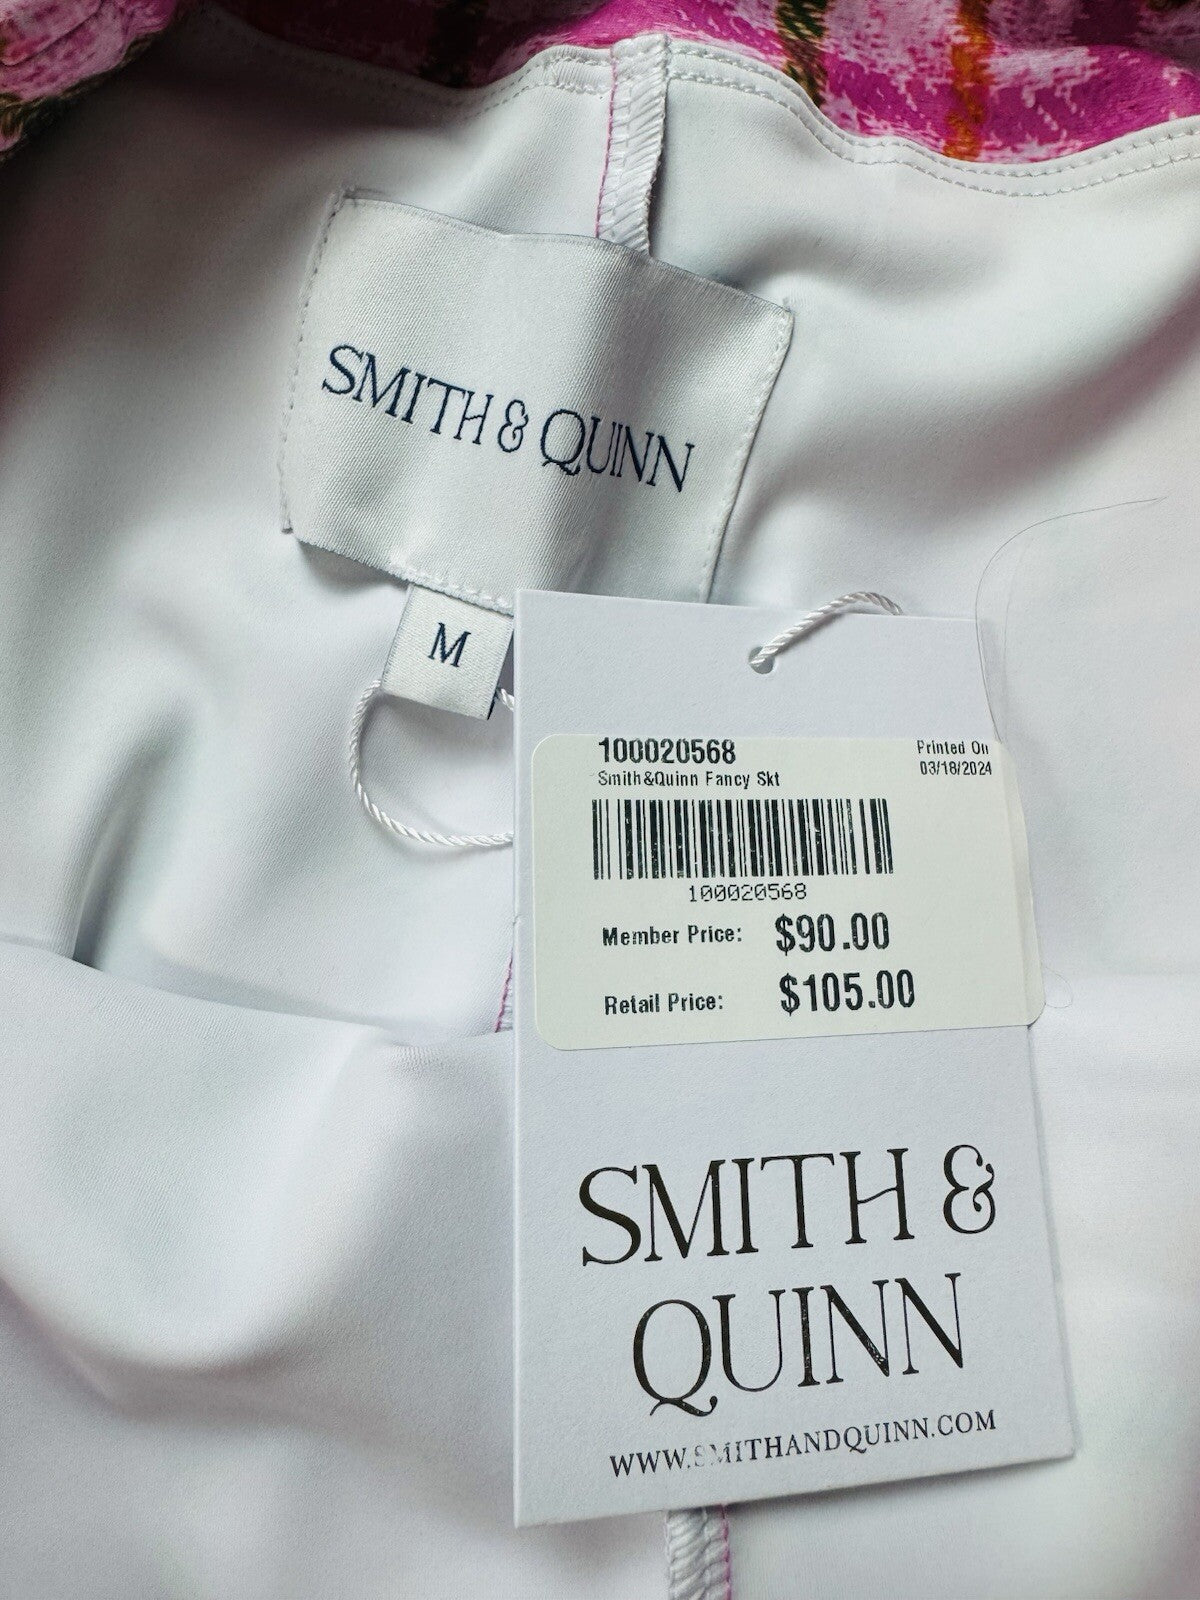 SMITH & QUINN
M
100020568
Smith&Quinn Fancy Skt
Printed On
03/18/2024
100020568
Member Price: $90.00
Retail Price: $105.00
SMITH &
QUINN
WWW.SMITHANDQUINN.COM